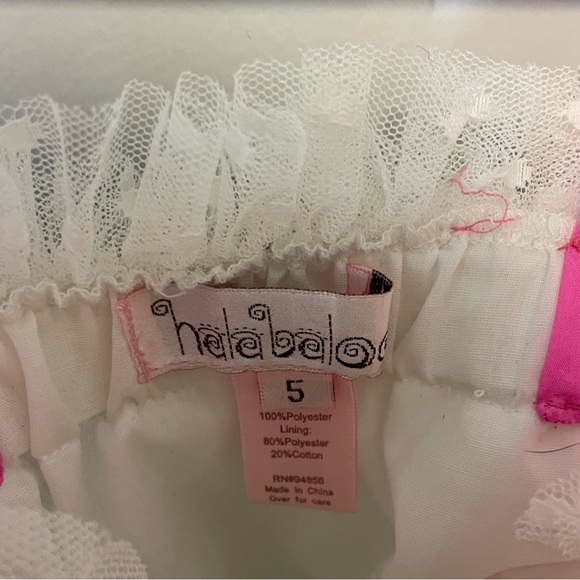 halabaloo
5
100%Polyester
Lining:
80%Polyester
20%Cotton
RN#94856
Made in China
Over for care